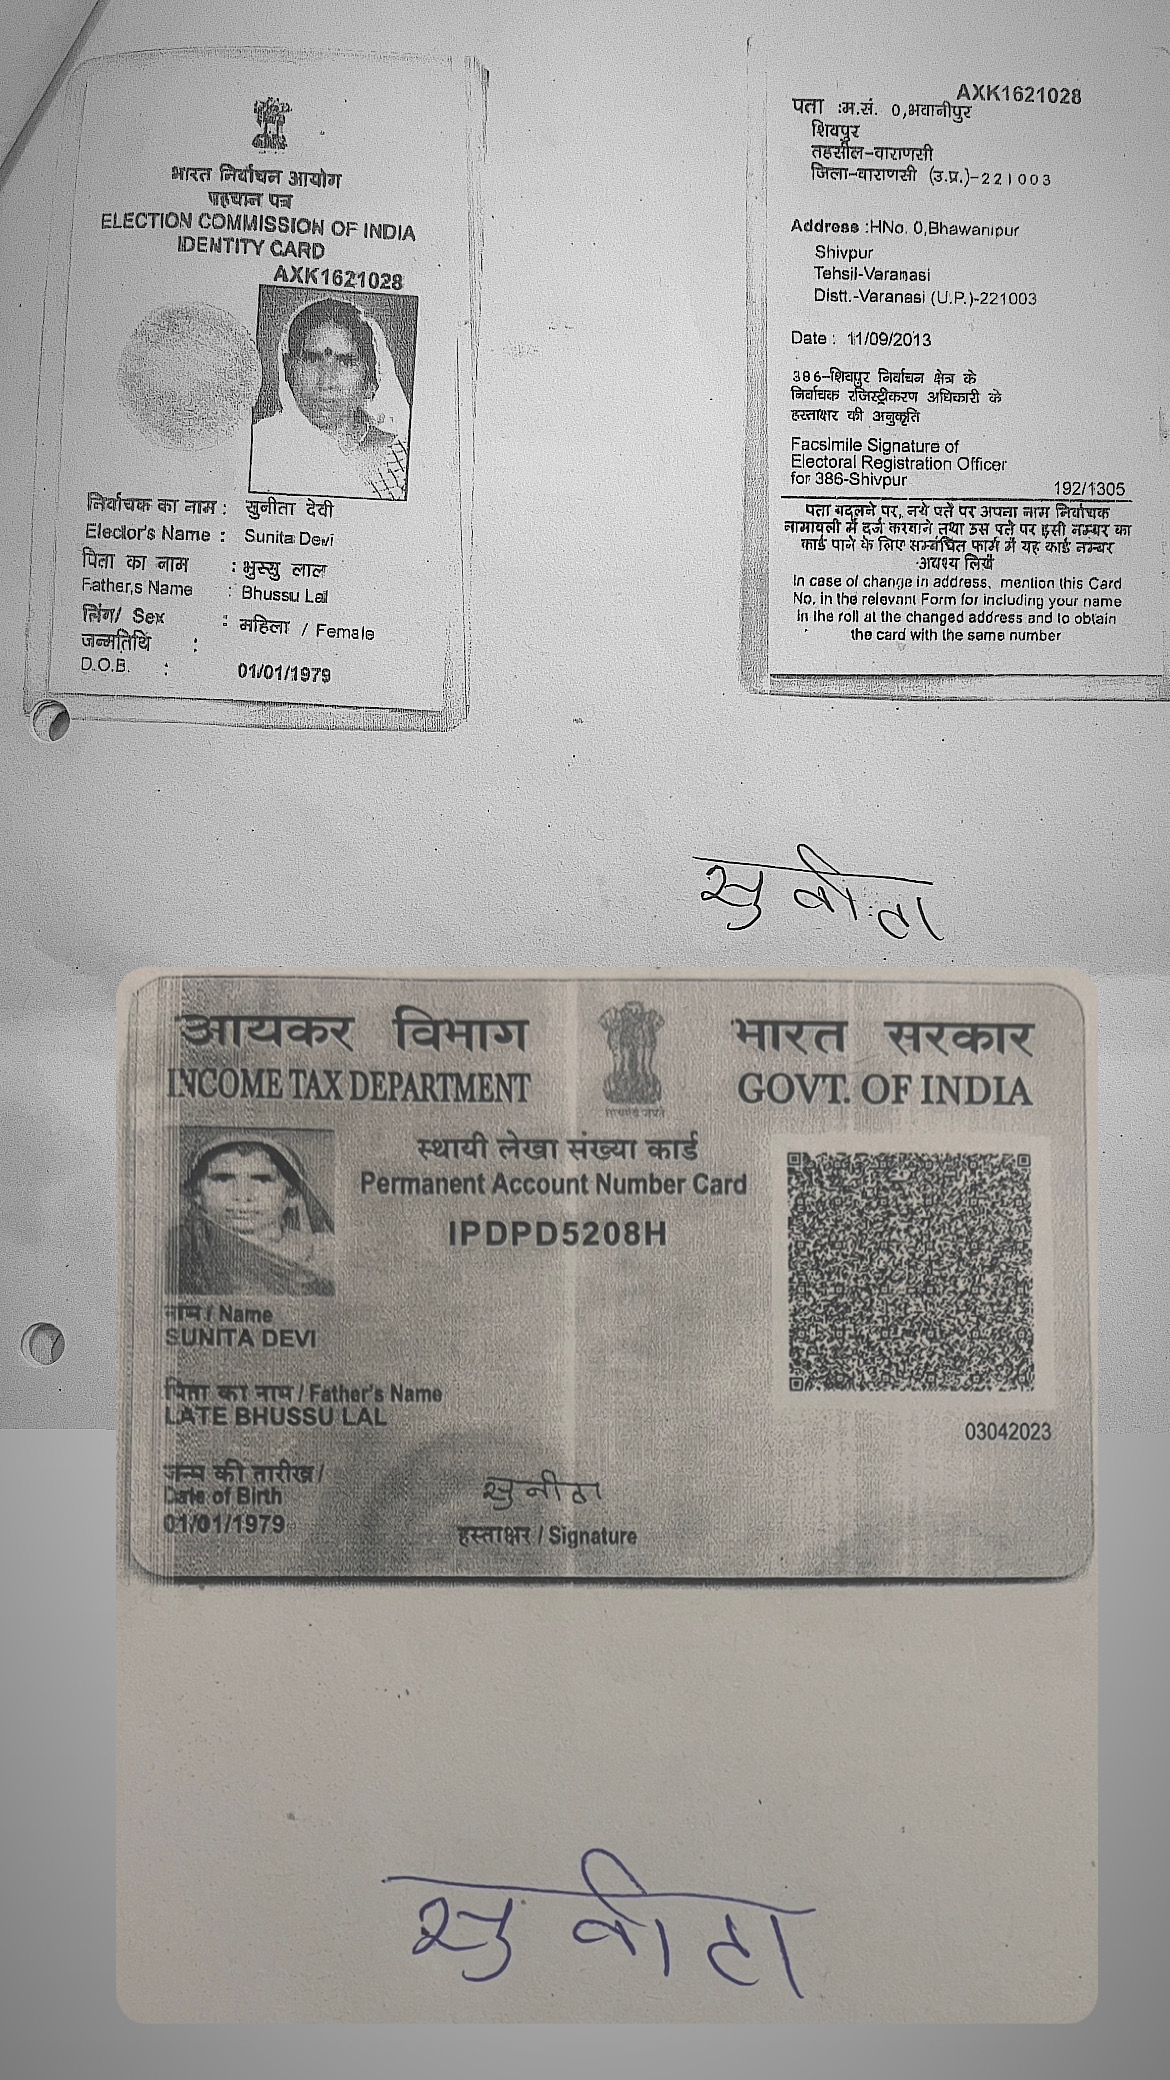 भारत निर्वाचन आयोग
पहचान पत्र
ELECTION COMMISSION OF INDIA
IDENTITY CARD
AXK1621028
निर्वाचक का नाम : सुनीता देवी
Elector's Name : Sunita Devi
पिता का नाम : भुस्सु लाल
Father,s Name : Bhussu Lal
लिंग/ Sex : महिला / Female
जन्मतिथि :
D.O.B. : 01/01/1979
AXK1621028
पता :म.सं. 0,भवानीपुर
शिवपुर
तहसील-वाराणसी
जिला-वाराणसी (उ.प्र.)-221003
Address :HNo. 0,Bhawanipur
Shivpur
Tehsil-Varanasi
Distt.-Varanasi (U.P.)-221003
Date : 11/09/2013
386-शिवपुर निर्वाचन क्षेत्र के
निर्वाचक रजिस्ट्रीकरण अधिकारी के
हस्ताक्षर की अनुकृति
Facsimile Signature of
Electoral Registration Officer
for 386-Shivpur
192/1305
पता बदलने पर, नये पते पर अपना नाम निर्वाचक
नामावली में दर्ज करवाने तथा उस पते पर इसी नम्बर का
कार्ड पाने के लिए सम्बंधित फार्म में यह कार्ड नम्बर
अवश्य लिखें
In case of change in address, mention this Card
No. in the relevant Form for including your name
in the roll at the changed address and to obtain
the card with the same number
सुनीता
आयकर विभाग भारत सरकार
INCOME TAX DEPARTMENT GOVT. OF INDIA
सत्यमेव जयते
स्थायी लेखा संख्या कार्ड
Permanent Account Number Card
IPDPD5208H
नाम / Name
SUNITA DEVI
पिता का नाम / Father's Name
LATE BHUSSU LAL
03042023
जन्म की तारीख /
Date of Birth
01/01/1979
सुनीता
हस्ताक्षर / Signature
सुनीता